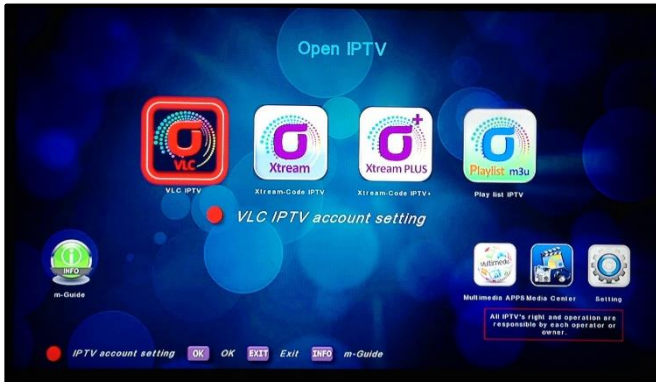 Open IPTV
VLC
Xtream
Xtream PLUS
Playlist m3u
VLC IPTV
Xtream-Code IPTV
Xtream-Code IPTV+
Play list IPTV
VLC IPTV account setting
INFO
Multimedia
m-Guide
Multimedia APPS
Media Center
Setting
All IPTV's right and operation are
responsible by each operator or
owner.
IPTV account setting
OK
OK
EXIT
Exit
INFO
m-Guide